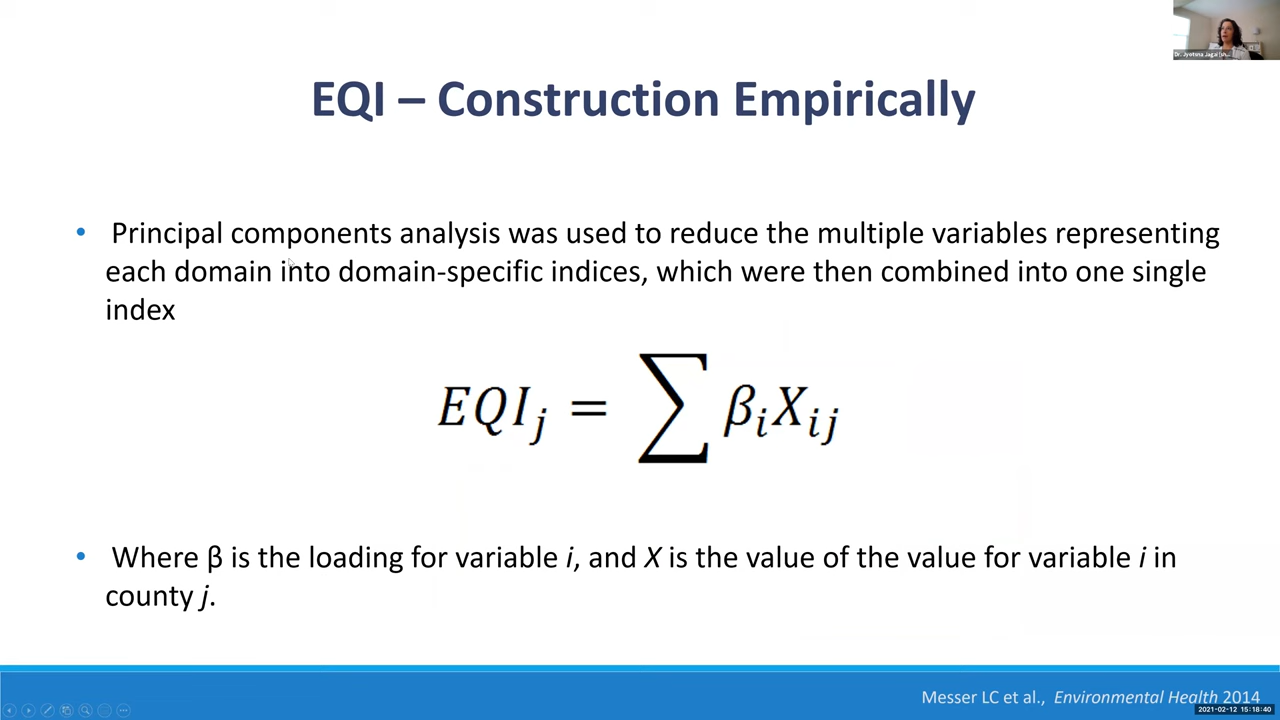 Dr. Jyotsna Jagai
EQI – Construction Empirically
• Principal components analysis was used to reduce the multiple variables representing
each domain into domain-specific indices, which were then combined into one single
index
EQI_j = ∑ β_i X_ij
• Where β is the loading for variable i, and X is the value of the value for variable i in
county j.
Messer LC et al., Environmental Health 2014
2021-02-12 15:18:40